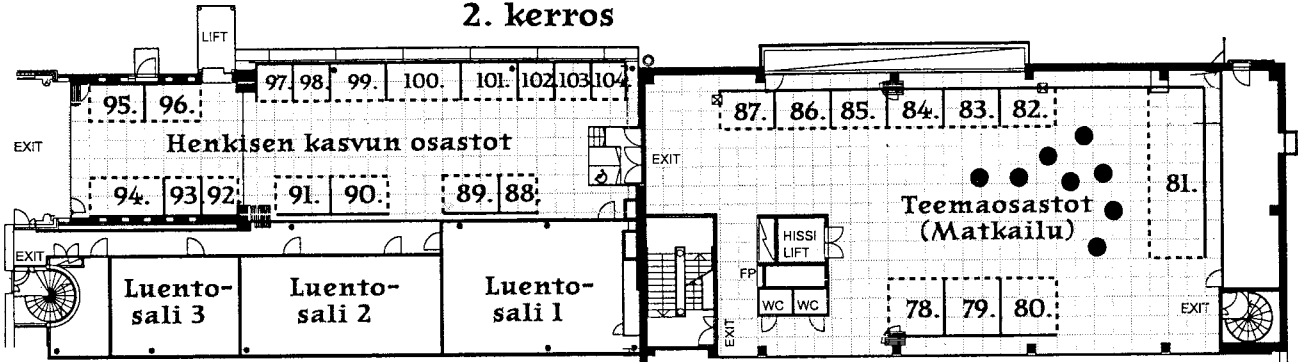 2. kerros
LIFT
97. 98. 99. 100. 101. 102. 103. 104.
95. 96.
87. 86. 85. 84. 83. 82.
Henkisen kasvun osastot
EXIT
EXIT
94. 93. 92. 91. 90. 89. 88.
81.
Teemaosastot
(Matkailu)
HISSI
LIFT
EXIT
FP
WC WC
Luento-
sali 3
Luento-
sali 2
Luento-
sali 1
78. 79. 80.
EXIT
EXIT